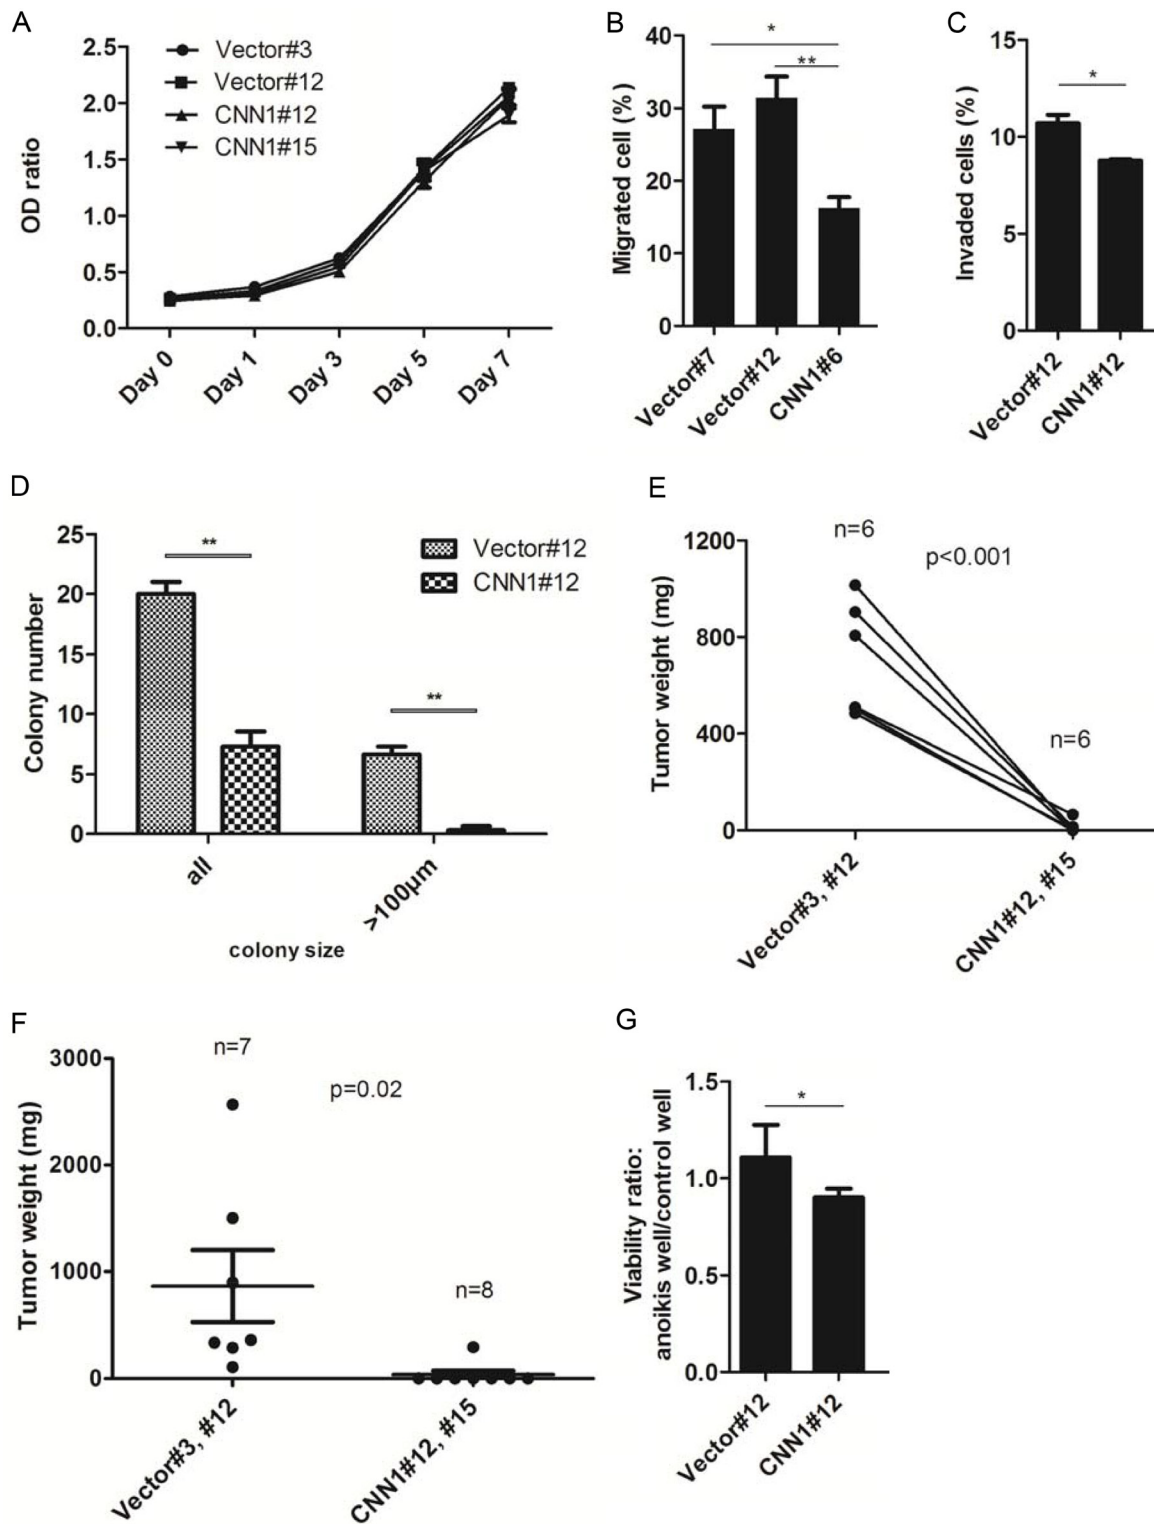 A
OD ratio
2.5
2.0
1.5
1.0
0.5
0.0
Vector#3
Vector#12
CNN1#12
CNN1#15
Day 0
Day 1
Day 3
Day 5
Day 7
B
Migrated cell (%)
40
30
20
10
0
*
**
Vector#7
Vector#12
CNN1#6
C
Invaded cells (%)
15
10
5
0
*
Vector#12
CNN1#12
D
Colony number
25
20
15
10
5
0
**
**
Vector#12
CNN1#12
all
>100µm
colony size
E
Tumor weight (mg)
1200
800
400
0
n=6
p<0.001
n=6
Vector#3, #12
CNN1#12, #15
F
Tumor weight (mg)
3000
2000
1000
0
n=7
p=0.02
n=8
Vector#3, #12
CNN1#12, #15
G
Viability ratio:
anoikis well/control well
1.5
1.0
0.5
0.0
*
Vector#12
CNN1#12